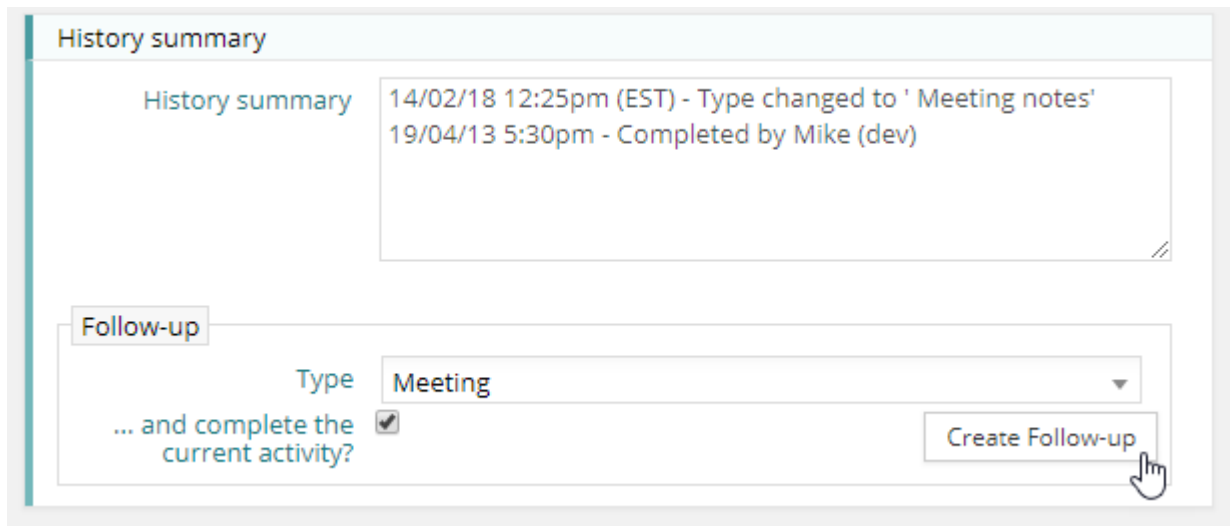 History summary
History summary
14/02/18 12:25pm (EST) - Type changed to ' Meeting notes'
19/04/13 5:30pm - Completed by Mike (dev)
Follow-up
Type
Meeting
... and complete the
current activity?
Create Follow-up